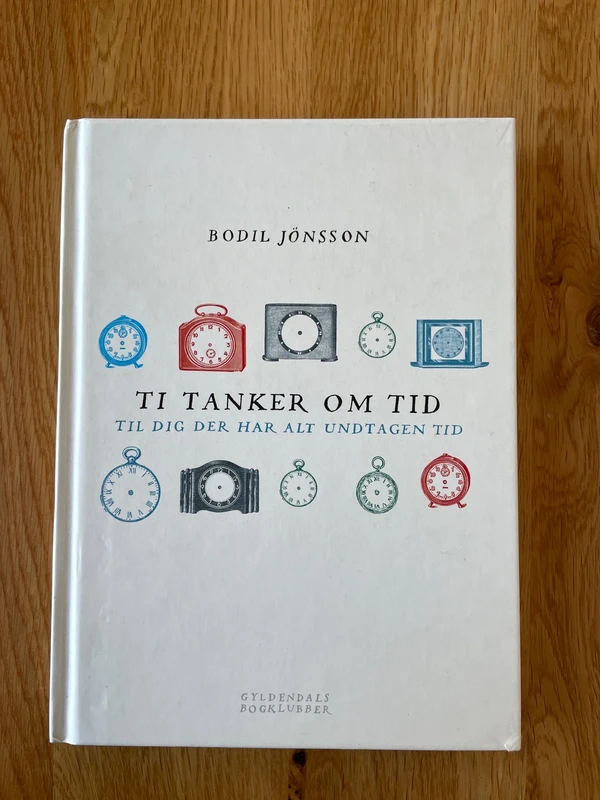 BODIL JÖNSSON
TI TANKER OM TID
TIL DIG DER HAR ALT UNDTAGEN TID
GYLDENDALS
BOGKLUBBER